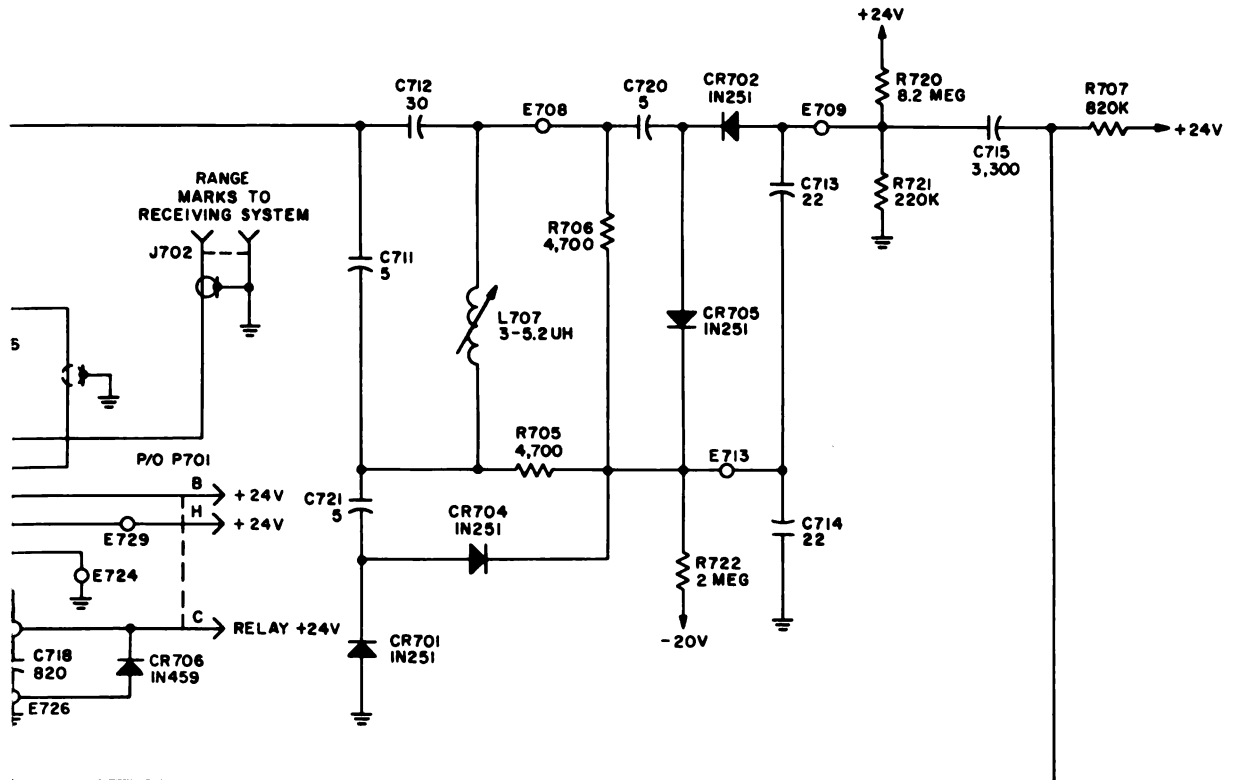 +24V
C712
30
E708
C720
5
CR702
IN251
E709
R720
8.2 MEG
R707
820K
+24V
C715
3,300
RANGE
MARKS TO
RECEIVING SYSTEM
J702
C711
5
R706
4,700
C713
22
R721
220K
L707
3-5.2UH
CR705
IN251
5
R705
4,700
E713
P/O P701
B
+24V
H
+24V
E729
C721
5
CR704
IN251
C714
22
E724
R722
2 MEG
C
RELAY +24V
-20V
CR701
IN251
C718
820
CR706
IN459
E726